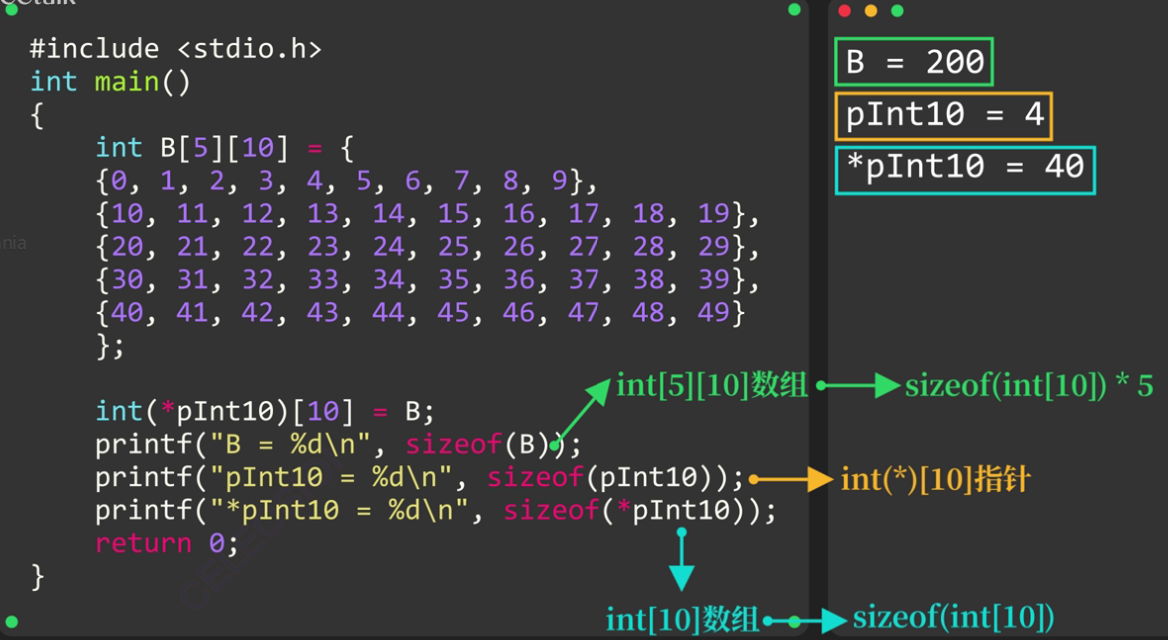 #include <stdio.h>
int main()
{
int B[5][10] = {
{0, 1, 2, 3, 4, 5, 6, 7, 8, 9},
{10, 11, 12, 13, 14, 15, 16, 17, 18, 19},
{20, 21, 22, 23, 24, 25, 26, 27, 28, 29},
{30, 31, 32, 33, 34, 35, 36, 37, 38, 39},
{40, 41, 42, 43, 44, 45, 46, 47, 48, 49}
};
int(*pInt10)[10] = B;
printf("B = %d\n", sizeof(B));
printf("pInt10 = %d\n", sizeof(pInt10));
printf("*pInt10 = %d\n", sizeof(*pInt10));
return 0;
}
int[5][10]数组
sizeof(int[10]) * 5
int(*)[10]指针
int[10]数组
sizeof(int[10])
B = 200
pInt10 = 4
*pInt10 = 40